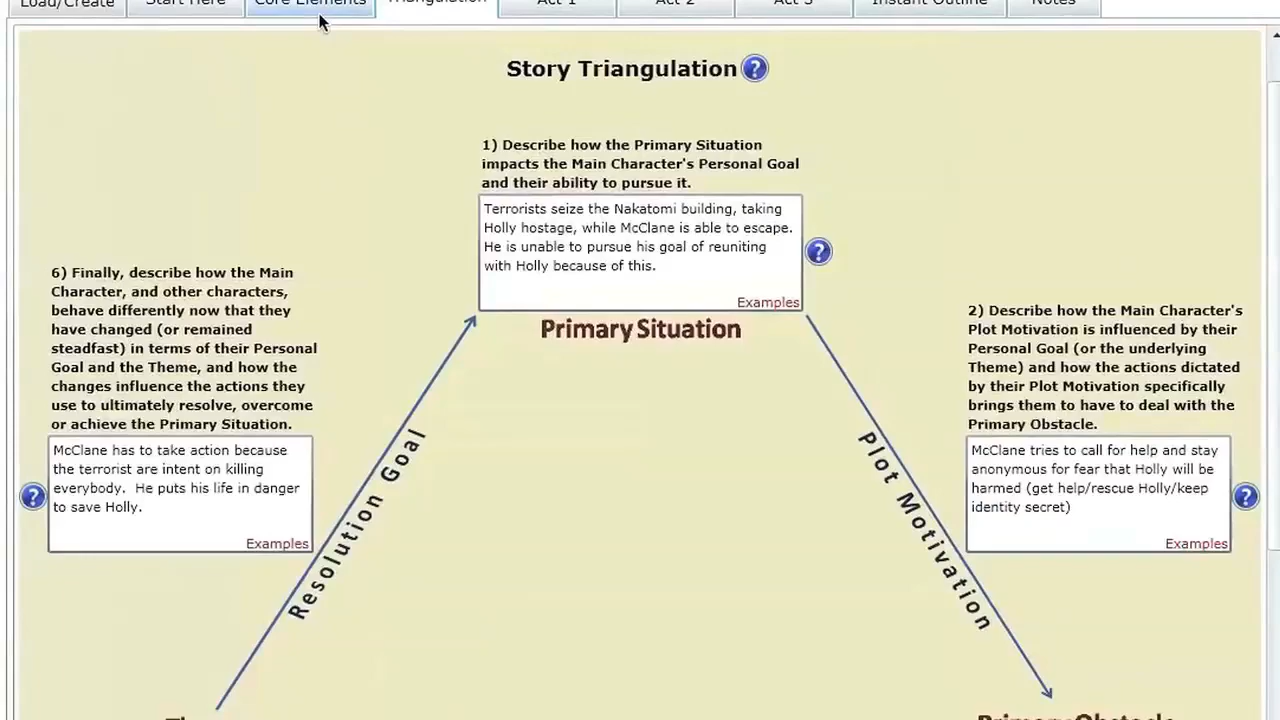 Load/Create
Start Here
Core Elements
Triangulation
Act 1
Act 2
Act 3
Instant Outline
Notes
Story Triangulation
1) Describe how the Primary Situation
impacts the Main Character's Personal Goal
and their ability to pursue it.
Terrorists seize the Nakatomi building, taking
Holly hostage, while McClane is able to escape.
He is unable to pursue his goal of reuniting
with Holly because of this.
Examples
Primary Situation
6) Finally, describe how the Main
Character, and other characters,
behave differently now that they
have changed (or remained
steadfast) in terms of their Personal
Goal and the Theme, and how the
changes influence the actions they
use to ultimately resolve, overcome
or achieve the Primary Situation.
McClane has to take action because
the terrorist are intent on killing
everybody.  He puts his life in danger
to save Holly.
Examples
Resolution Goal
2) Describe how the Main Character's
Plot Motivation is influenced by their
Personal Goal (or the underlying
Theme) and how the actions dictated
by their Plot Motivation specifically
brings them to have to deal with the
Primary Obstacle.
McClane tries to call for help and stay
anonymous for fear that Holly will be
harmed (get help/rescue Holly/keep
identity secret)
Examples
Plot Motivation
Primary Obstacle